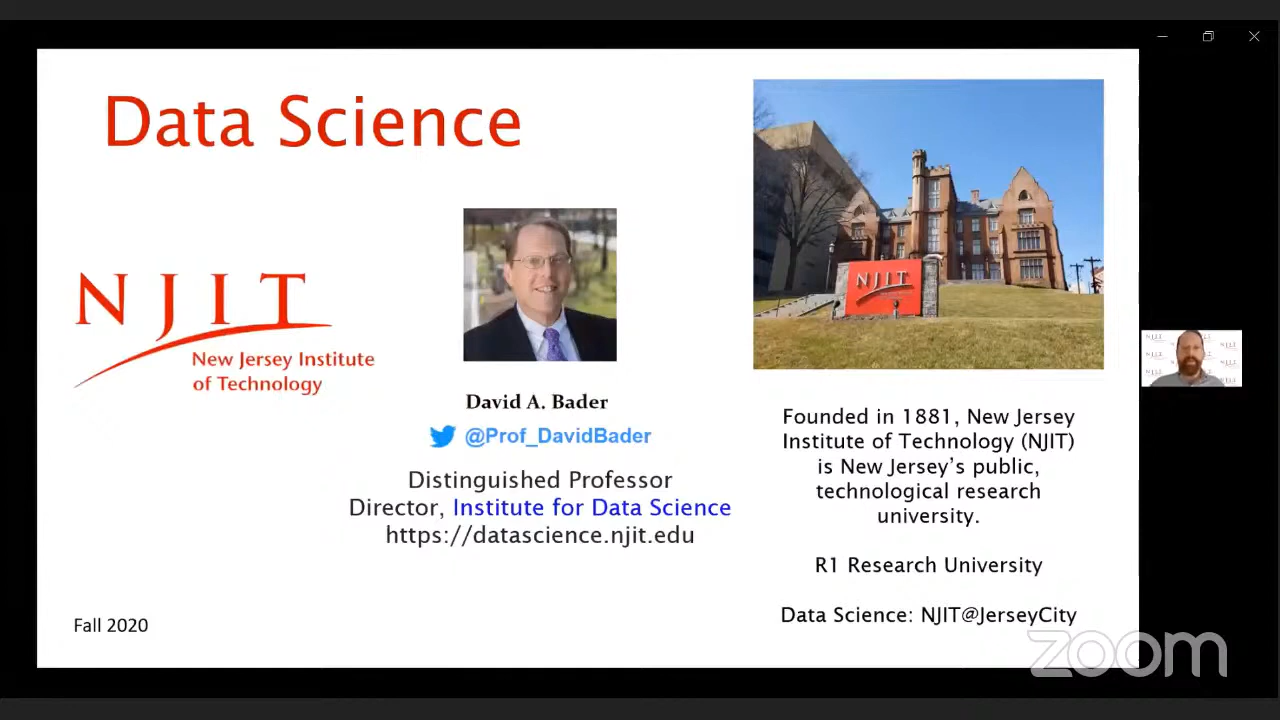 Data Science
NJIT
New Jersey Institute
of Technology
David A. Bader
@Prof_DavidBader
Distinguished Professor
Director, Institute for Data Science
https://datascience.njit.edu
Fall 2020
NJIT
Founded in 1881, New Jersey
Institute of Technology (NJIT)
is New Jersey’s public,
technological research
university.
R1 Research University
Data Science: NJIT@JerseyCity
zoom